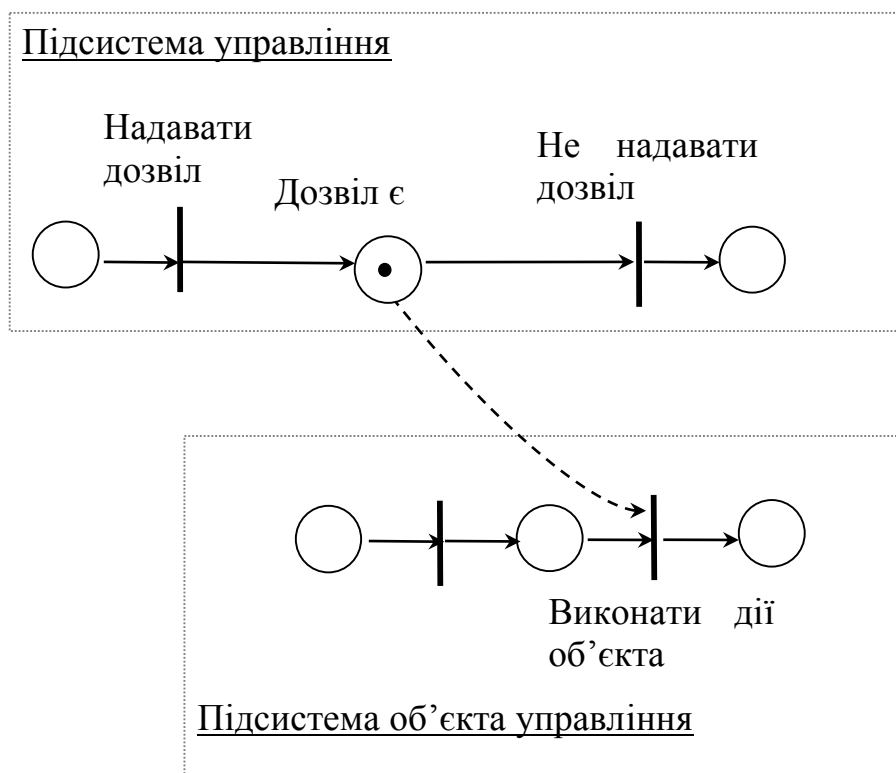 Підсистема управління
Надавати
дозвіл
Дозвіл є
Не надавати
дозвіл
Виконати дії
об’єкта
Підсистема об’єкта управління